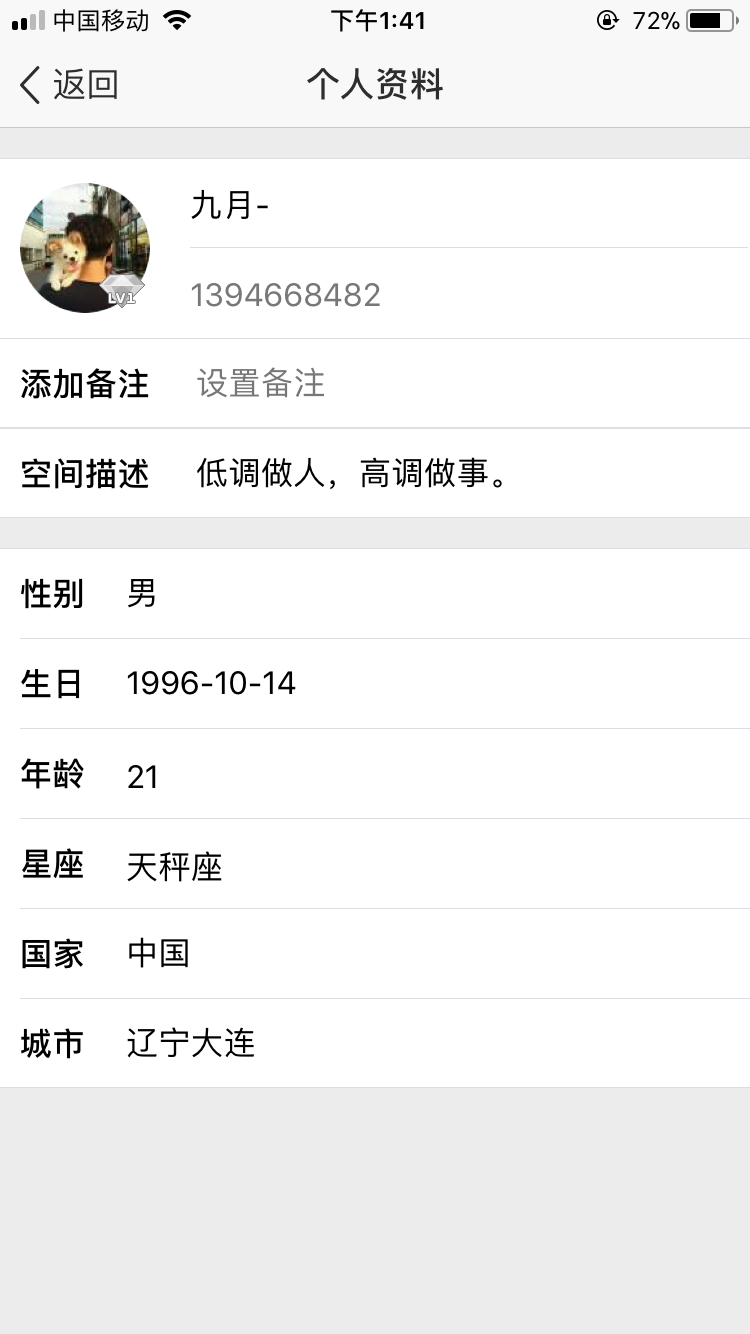 中国移动 下午1:41 72%
返回 个人资料
九月-
LV1
1394668482
添加备注 设置备注
空间描述 低调做人，高调做事。
性别 男
生日 1996-10-14
年龄 21
星座 天秤座
国家 中国
城市 辽宁大连